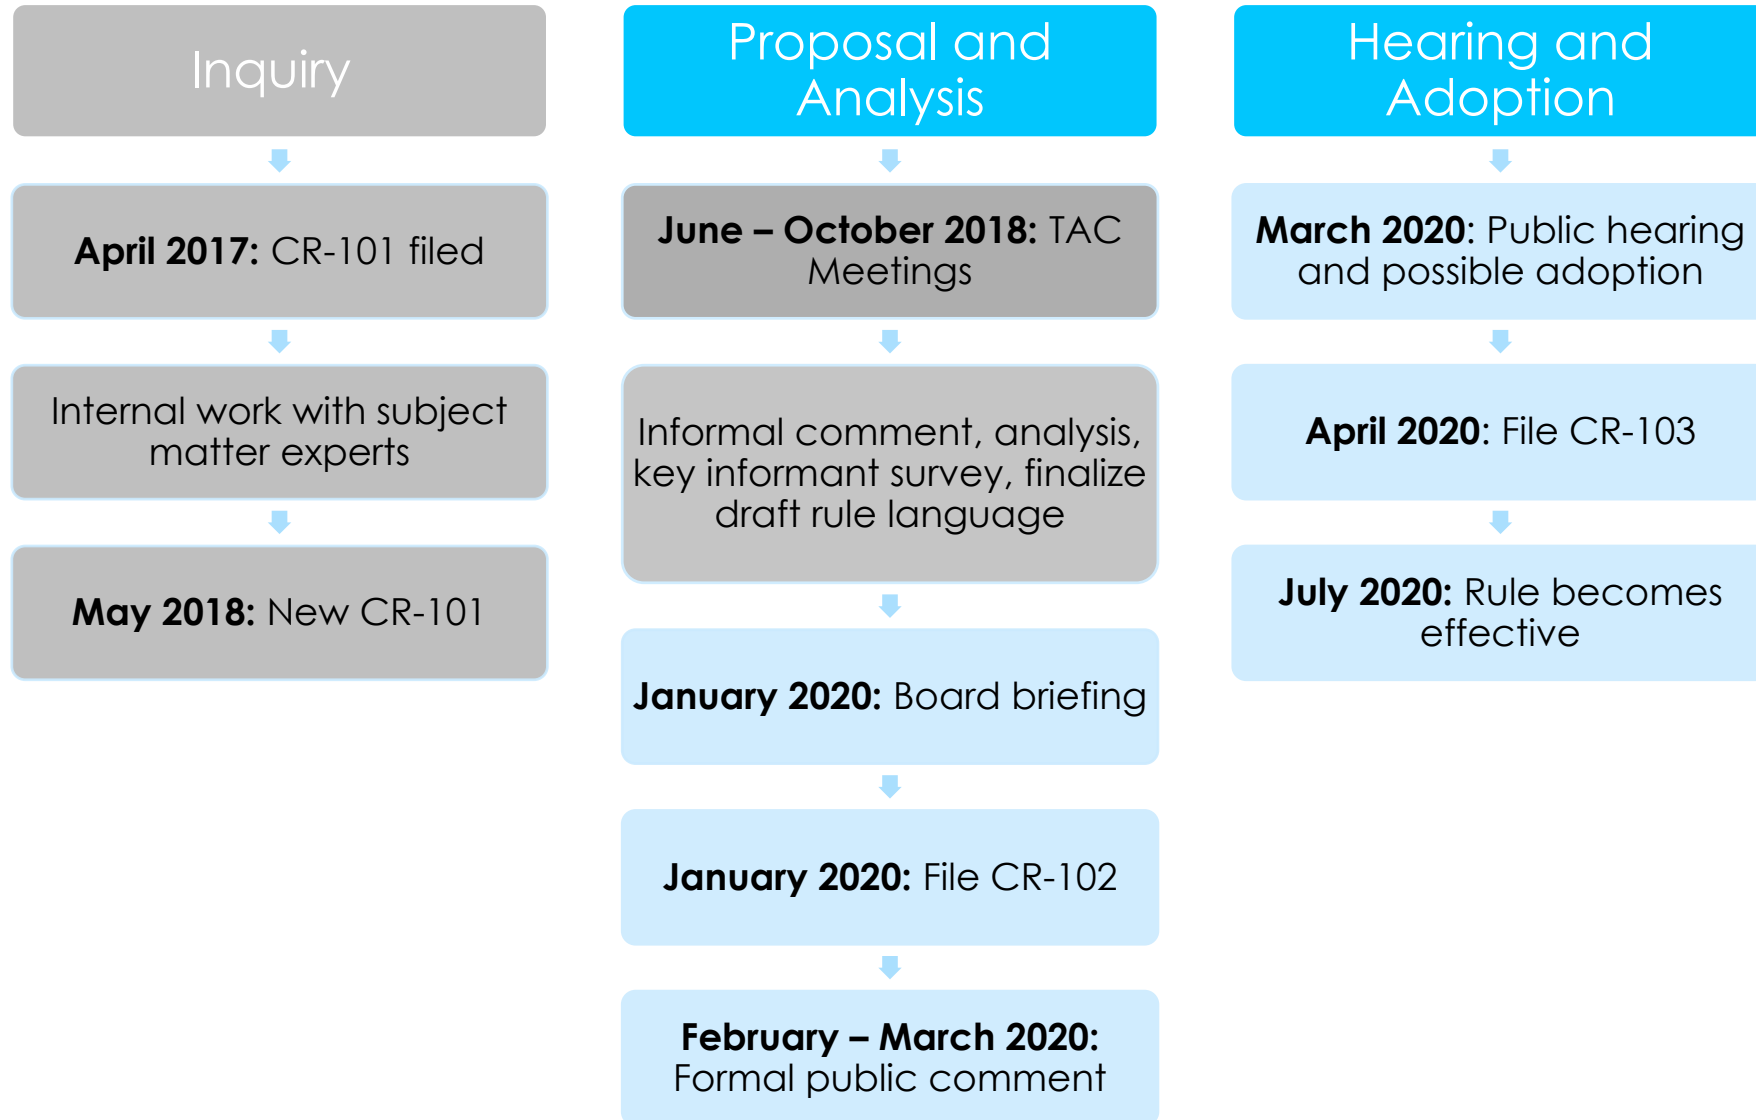 Inquiry
April 2017: CR-101 filed
Internal work with subject
matter experts
May 2018: New CR-101
Proposal and
Analysis
June – October 2018: TAC
Meetings
Informal comment, analysis,
key informant survey, finalize
draft rule language
January 2020: Board briefing
January 2020: File CR-102
February – March 2020:
Formal public comment
Hearing and
Adoption
March 2020: Public hearing
and possible adoption
April 2020: File CR-103
July 2020: Rule becomes
effective